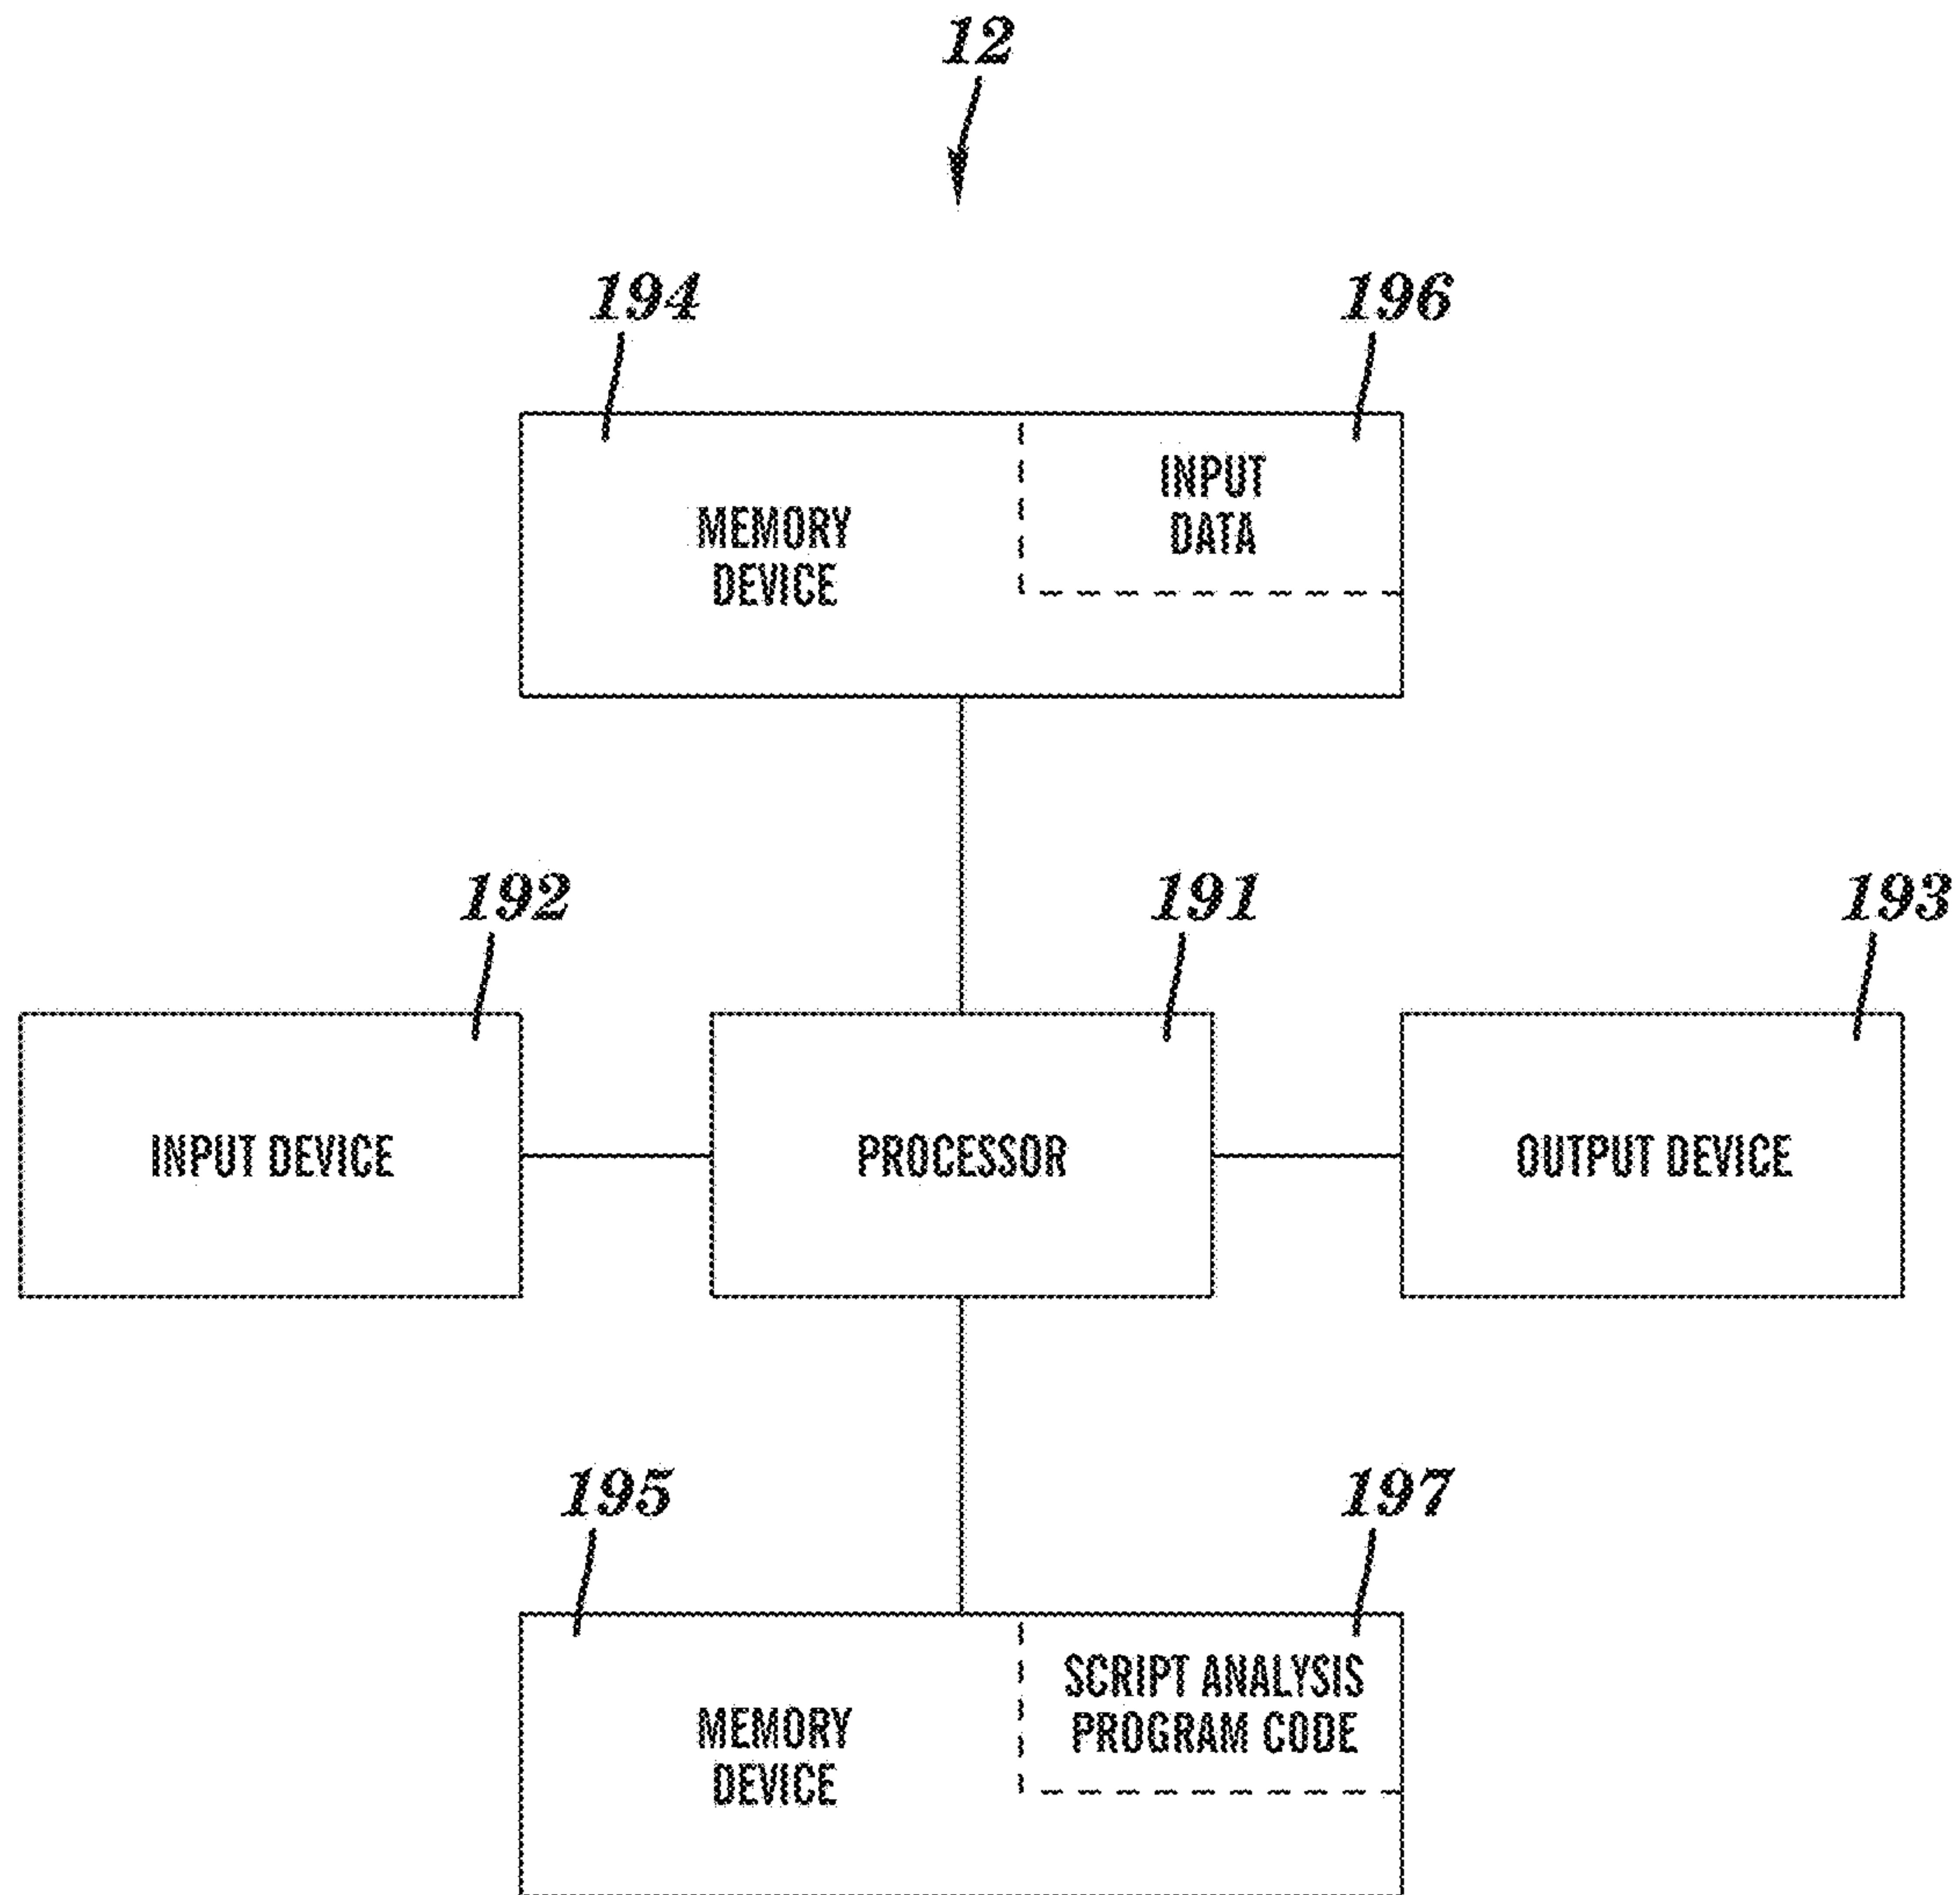 12
194
196
INPUT
DATA
MEMORY
DEVICE
192
191
193
INPUT DEVICE
PROCESSOR
OUTPUT DEVICE
195
197
SCRIPT ANALYSIS
PROGRAM CODE
MEMORY
DEVICE